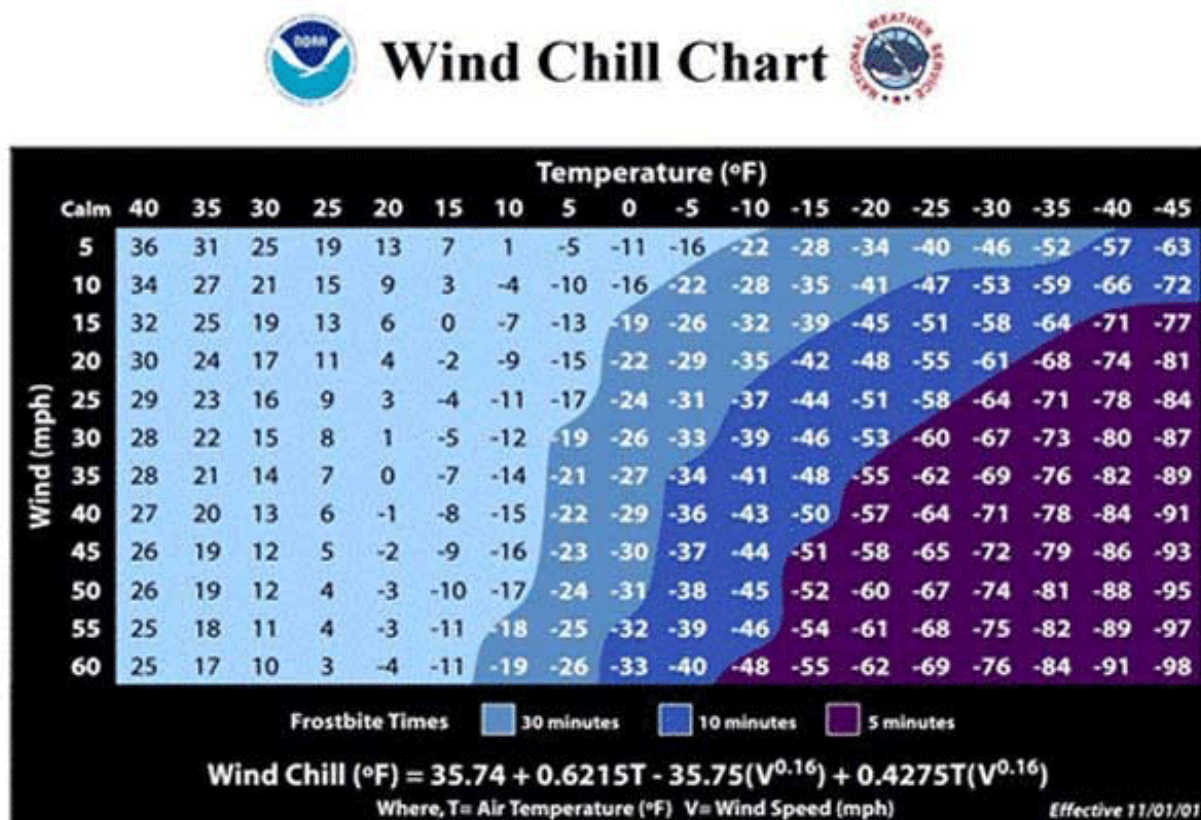 NOAA
Wind Chill Chart
NATIONAL WEATHER SERVICE
Temperature (ºF)
Calm 40 35 30 25 20 15 10 5 0 -5 -10 -15 -20 -25 -30 -35 -40 -45
Wind (mph)
5 36 31 25 19 13 7 1 -5 -11 -16 -22 -28 -34 -40 -46 -52 -57 -63
10 34 27 21 15 9 3 -4 -10 -16 -22 -28 -35 -41 -47 -53 -59 -66 -72
15 32 25 19 13 6 0 -7 -13 -19 -26 -32 -39 -45 -51 -58 -64 -71 -77
20 30 24 17 11 4 -2 -9 -15 -22 -29 -35 -42 -48 -55 -61 -68 -74 -81
25 29 23 16 9 3 -4 -11 -17 -24 -31 -37 -44 -51 -58 -64 -71 -78 -84
30 28 22 15 8 1 -5 -12 -19 -26 -33 -39 -46 -53 -60 -67 -73 -80 -87
35 28 21 14 7 0 -7 -14 -21 -27 -34 -41 -48 -55 -62 -69 -76 -82 -89
40 27 20 13 6 -1 -8 -15 -22 -29 -36 -43 -50 -57 -64 -71 -78 -84 -91
45 26 19 12 5 -2 -9 -16 -23 -30 -37 -44 -51 -58 -65 -72 -79 -86 -93
50 26 19 12 4 -3 -10 -17 -24 -31 -38 -45 -52 -60 -67 -74 -81 -88 -95
55 25 18 11 4 -3 -11 -18 -25 -32 -39 -46 -54 -61 -68 -75 -82 -89 -97
60 25 17 10 3 -4 -11 -19 -26 -33 -40 -48 -55 -62 -69 -76 -84 -91 -98
Frostbite Times 30 minutes 10 minutes 5 minutes
Wind Chill (ºF) = 35.74 + 0.6215T - 35.75(V^0.16) + 0.4275T(V^0.16)
Where, T= Air Temperature (ºF) V= Wind Speed (mph) Effective 11/01/01